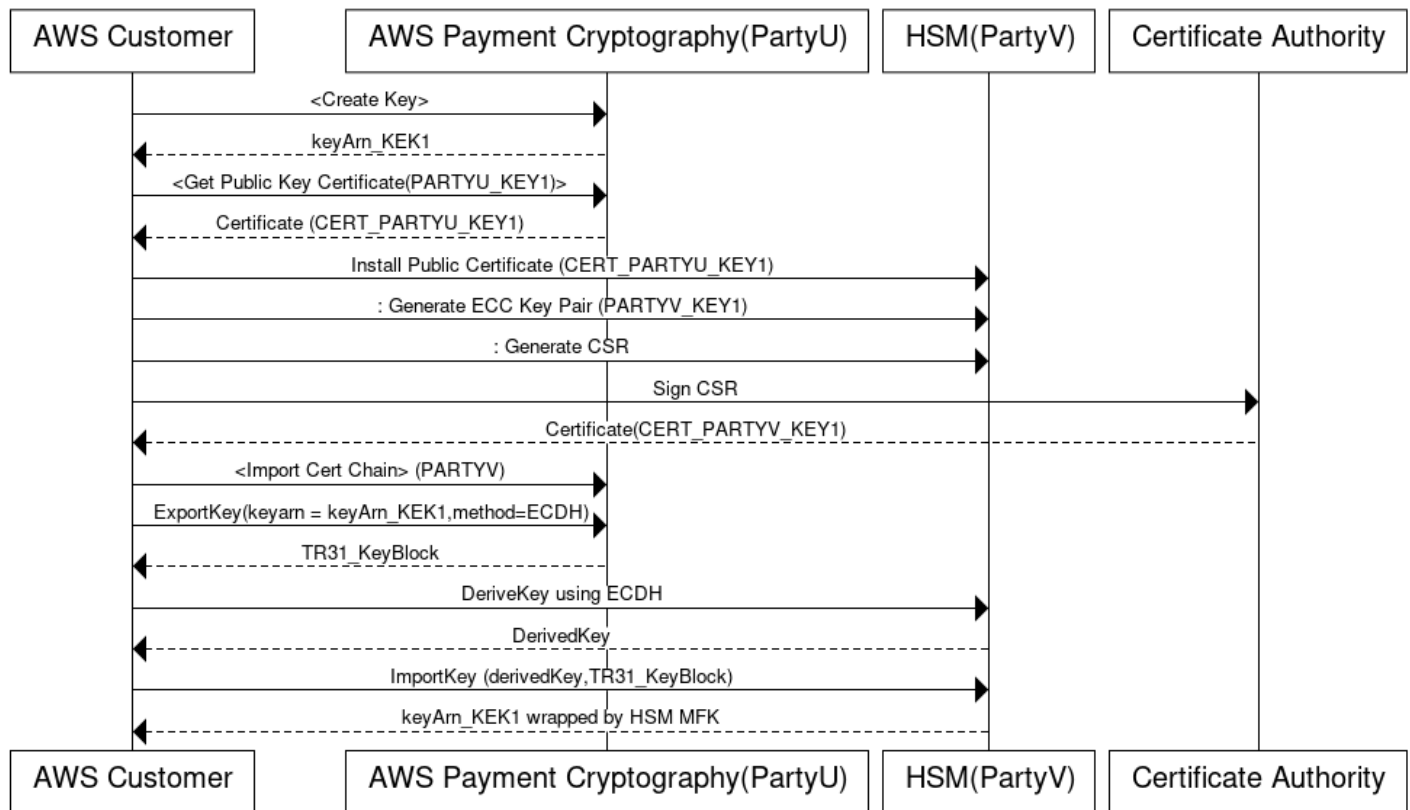 AWS Customer
AWS Payment Cryptography(PartyU)
HSM(PartyV)
Certificate Authority
<Create Key>
keyArn_KEK1
<Get Public Key Certificate(PARTYU_KEY1)>
Certificate (CERT_PARTYU_KEY1)
Install Public Certificate (CERT_PARTYU_KEY1)
: Generate ECC Key Pair (PARTYV_KEY1)
: Generate CSR
Sign CSR
Certificate(CERT_PARTYV_KEY1)
<Import Cert Chain> (PARTYV)
ExportKey(keyarn = keyArn_KEK1,method=ECDH)
TR31_KeyBlock
DeriveKey using ECDH
DerivedKey
ImportKey (derivedKey,TR31_KeyBlock)
keyArn_KEK1 wrapped by HSM MFK
AWS Customer
AWS Payment Cryptography(PartyU)
HSM(PartyV)
Certificate Authority